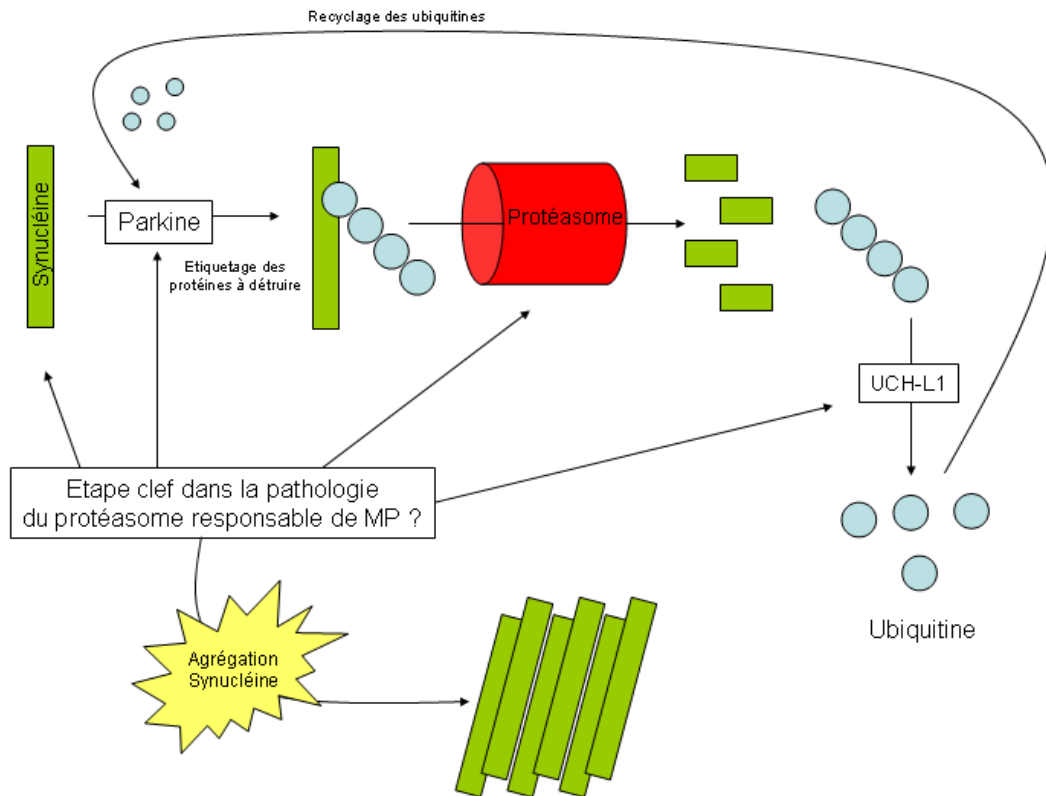 Recyclage des ubiquitines
Synucléine
Parkine
Etiquetage des
protéines à détruire
Protéasome
UCH-L1
Etape clef dans la pathologie
du protéasome responsable de MP ?
Ubiquitine
Agrégation
Synucléine